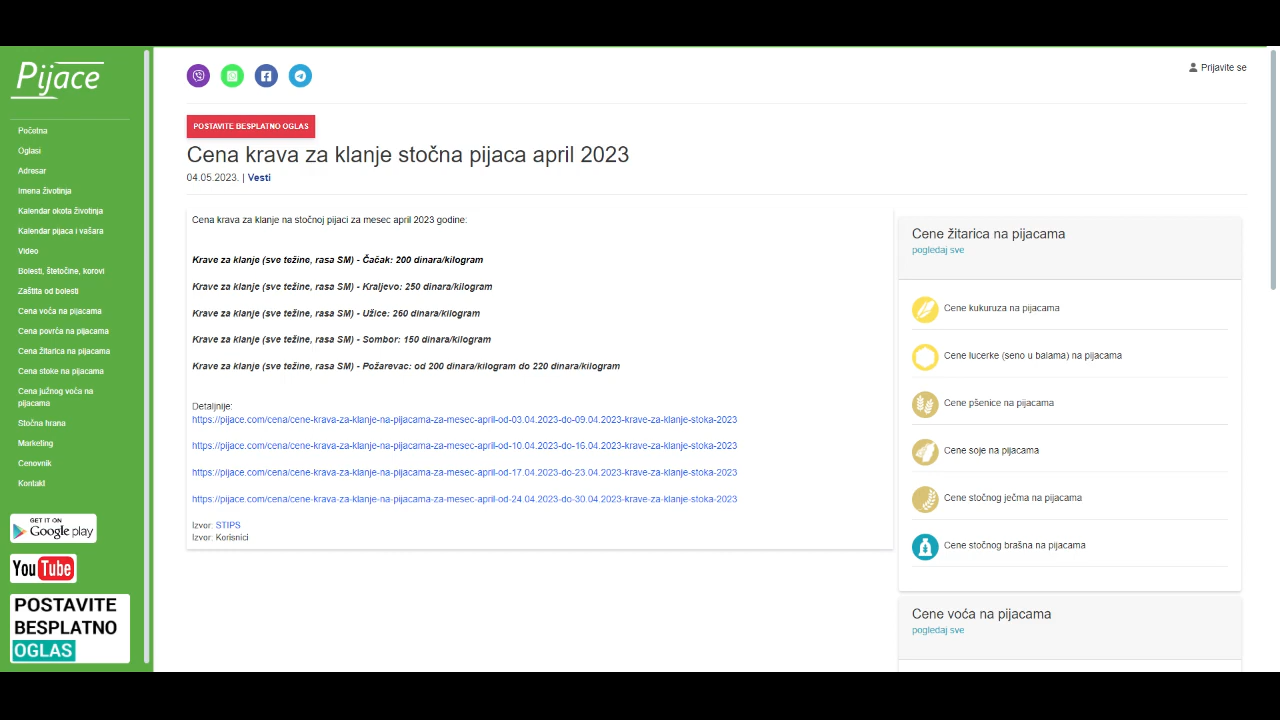 Pijace
Početna
Oglasi
Adresar
Imena životinja
Kalendar okota životinja
Kalendar pijaca i vašara
Video
Bolesti, štetočine, korovi
Zaštita od bolesti
Cena voća na pijacama
Cena povrća na pijacama
Cena žitarica na pijacama
Cena stoke na pijacama
Cena južnog voća na
pijacama
Stočna hrana
Marketing
Cenovnik
Kontakt
GET IT ON
Google play
YouTube
POSTAVITE
BESPLATNO
OGLAS
Prijavite se
POSTAVITE BESPLATNO OGLAS
Cena krava za klanje stočna pijaca april 2023
04.05.2023. | Vesti
Cena krava za klanje na stočnoj pijaci za mesec april 2023 godine:
Krave za klanje (sve težine, rasa SM) - Čačak: 200 dinara/kilogram
Krave za klanje (sve težine, rasa SM) - Kraljevo: 250 dinara/kilogram
Krave za klanje (sve težine, rasa SM) - Užice: 260 dinara/kilogram
Krave za klanje (sve težine, rasa SM) - Sombor: 150 dinara/kilogram
Krave za klanje (sve težine, rasa SM) - Požarevac: od 200 dinara/kilogram do 220 dinara/kilogram
Detaljnije:
https://pijace.com/cena/cene-krava-za-klanje-na-pijacama-za-mesec-april-od-03.04.2023-do-09.04.2023-krave-za-klanje-stoka-2023
https://pijace.com/cena/cene-krava-za-klanje-na-pijacama-za-mesec-april-od-10.04.2023-do-16.04.2023-krave-za-klanje-stoka-2023
https://pijace.com/cena/cene-krava-za-klanje-na-pijacama-za-mesec-april-od-17.04.2023-do-23.04.2023-krave-za-klanje-stoka-2023
https://pijace.com/cena/cene-krava-za-klanje-na-pijacama-za-mesec-april-od-24.04.2023-do-30.04.2023-krave-za-klanje-stoka-2023
Izvor: STIPS
Izvor: Korisnici
Cene žitarica na pijacama
pogledaj sve
Cene kukuruza na pijacama
Cene lucerke (seno u balama) na pijacama
Cene pšenice na pijacama
Cene soje na pijacama
Cene stočnog ječma na pijacama
Cene stočnog brašna na pijacama
Cene voća na pijacama
pogledaj sve